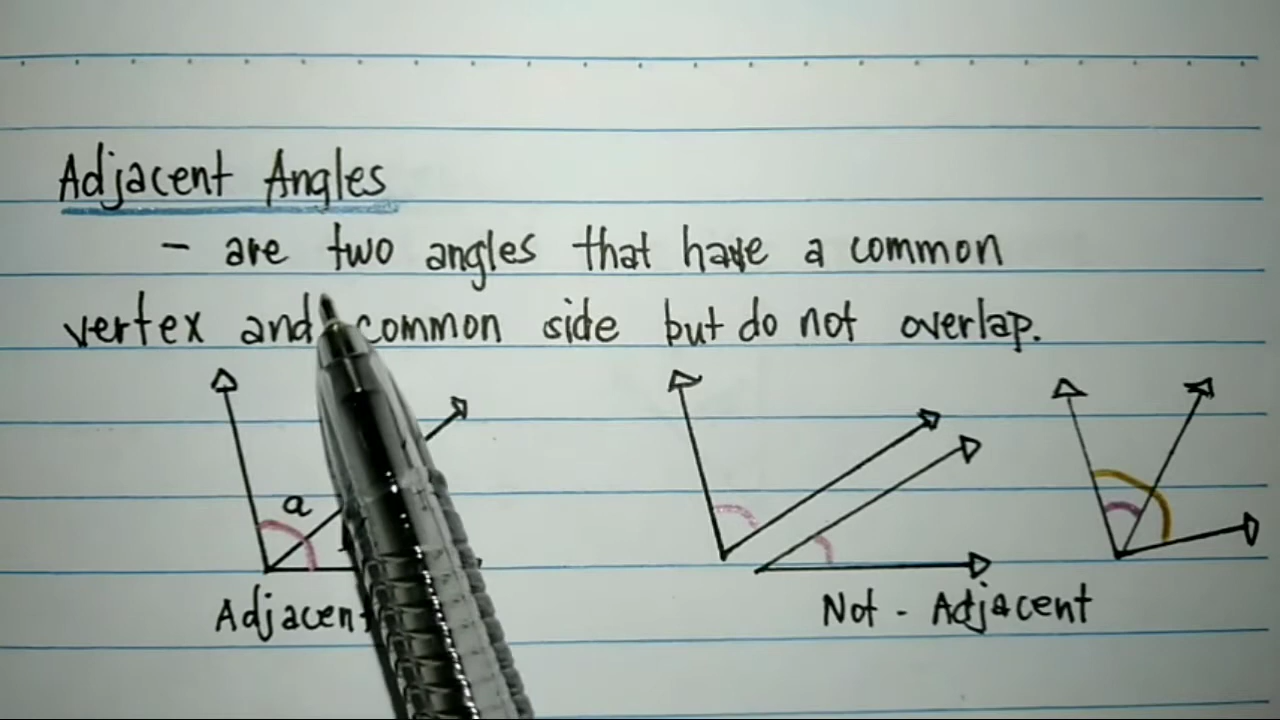 Adjacent Angles
- are two angles that have a common
vertex and common side but do not overlap.
a
Adjacent
Not - Adjacent